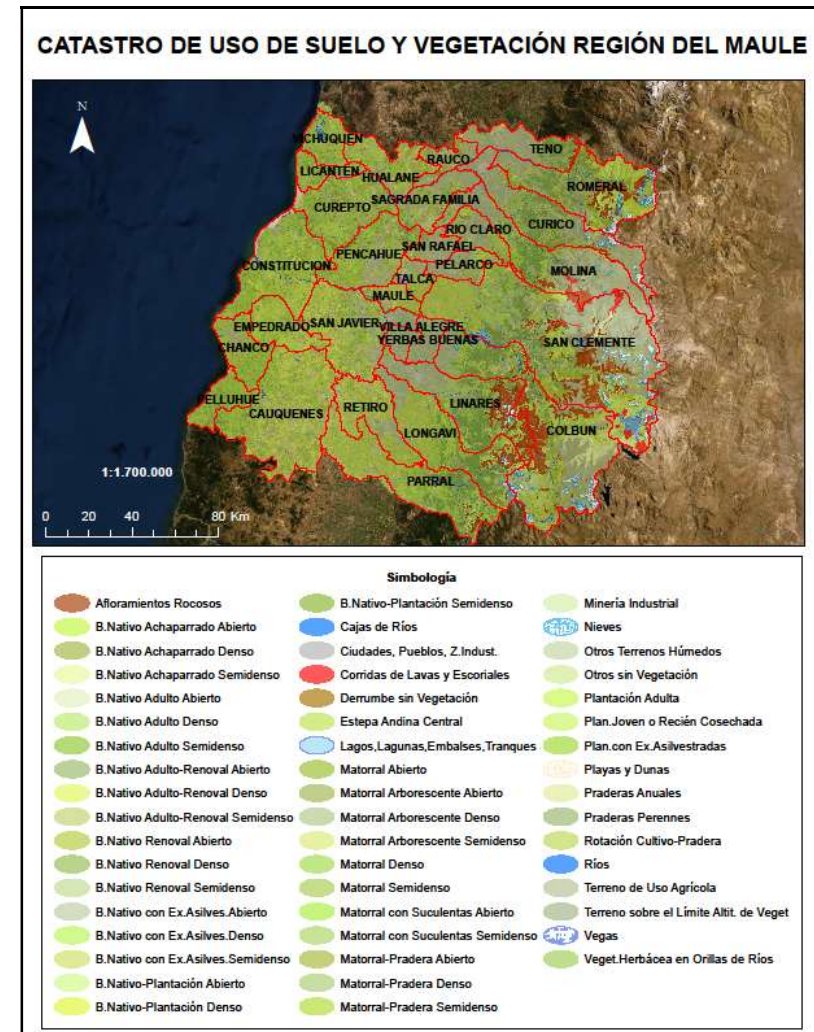 CATASTRO DE USO DE SUELO Y VEGETACIÓN REGIÓN DEL MAULE
N
VICHUQUEN
TENO
RAUCO
LICANTEN
HUALANE
ROMERAL
SAGRADA FAMILIA
CUREPTO
CURICO
RIO CLARO
SAN RAFAEL
PENCAHUE
PELARCO
CONSTITUCION
MOLINA
TALCA
MAULE
EMPEDRADO
SAN JAVIER
VILLA ALEGRE
YERBAS BUENAS
SAN CLEMENTE
CHANCO
PELLUHUE
CAUQUENES
RETIRO
LINARES
COLBUN
LONGAVI
PARRAL
1:1.700.000
0 20 40 80 Km
Simbología
Afloramientos Rocosos
B.Nativo Achaparrado Abierto
B.Nativo Achaparrado Denso
B.Nativo Achaparrado Semidenso
B.Nativo Adulto Abierto
B.Nativo Adulto Denso
B.Nativo Adulto Semidenso
B.Nativo Adulto-Renoval Abierto
B.Nativo Adulto-Renoval Denso
B.Nativo Adulto-Renoval Semidenso
B.Nativo Renoval Abierto
B.Nativo Renoval Denso
B.Nativo Renoval Semidenso
B.Nativo con Ex.Asilves.Abierto
B.Nativo con Ex.Asilves.Denso
B.Nativo con Ex.Asilves.Semidenso
B.Nativo-Plantación Abierto
B.Nativo-Plantación Denso
B.Nativo-Plantación Semidenso
Cajas de Ríos
Ciudades, Pueblos, Z.Indust.
Corridas de Lavas y Escoriales
Derrumbe sin Vegetación
Estepa Andina Central
Lagos,Lagunas,Embalses,Tranques
Matorral Abierto
Matorral Arborescente Abierto
Matorral Arborescente Denso
Matorral Arborescente Semidenso
Matorral Denso
Matorral Semidenso
Matorral con Suculentas Abierto
Matorral con Suculentas Semidenso
Matorral-Pradera Abierto
Matorral-Pradera Denso
Matorral-Pradera Semidenso
Minería Industrial
Nieves
Otros Terrenos Húmedos
Otros sin Vegetación
Plantación Adulta
Plan.Joven o Recién Cosechada
Plan.con Ex.Asilvestradas
Playas y Dunas
Praderas Anuales
Praderas Perennes
Rotación Cultivo-Pradera
Ríos
Terreno de Uso Agrícola
Terreno sobre el Límite Altit. de Veget
Vegas
Veget.Herbácea en Orillas de Ríos